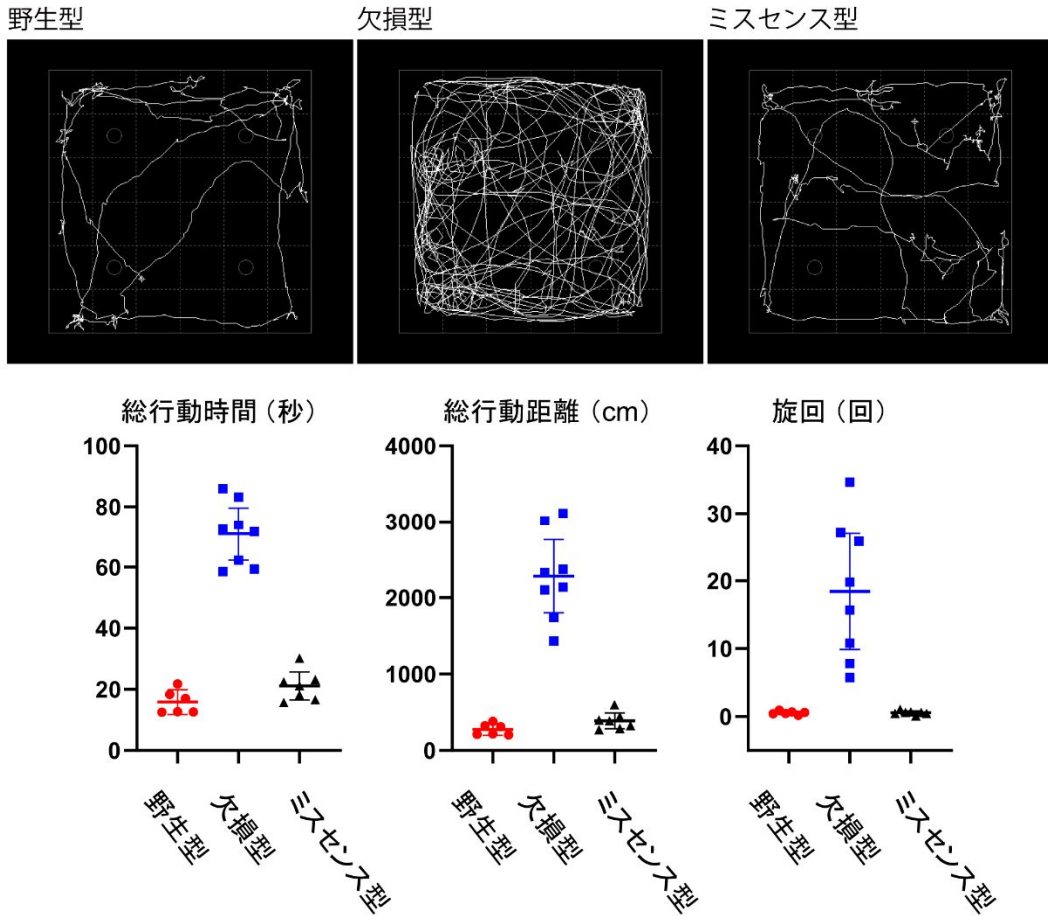 野生型
欠損型
ミスセンス型
総行動時間（秒）
100
80
60
40
20
0
野生型
欠損型
ミスセンス型
総行動距離（cm）
4000
3000
2000
1000
0
野生型
欠損型
ミスセンス型
旋回（回）
40
30
20
10
0
野生型
欠損型
ミスセンス型